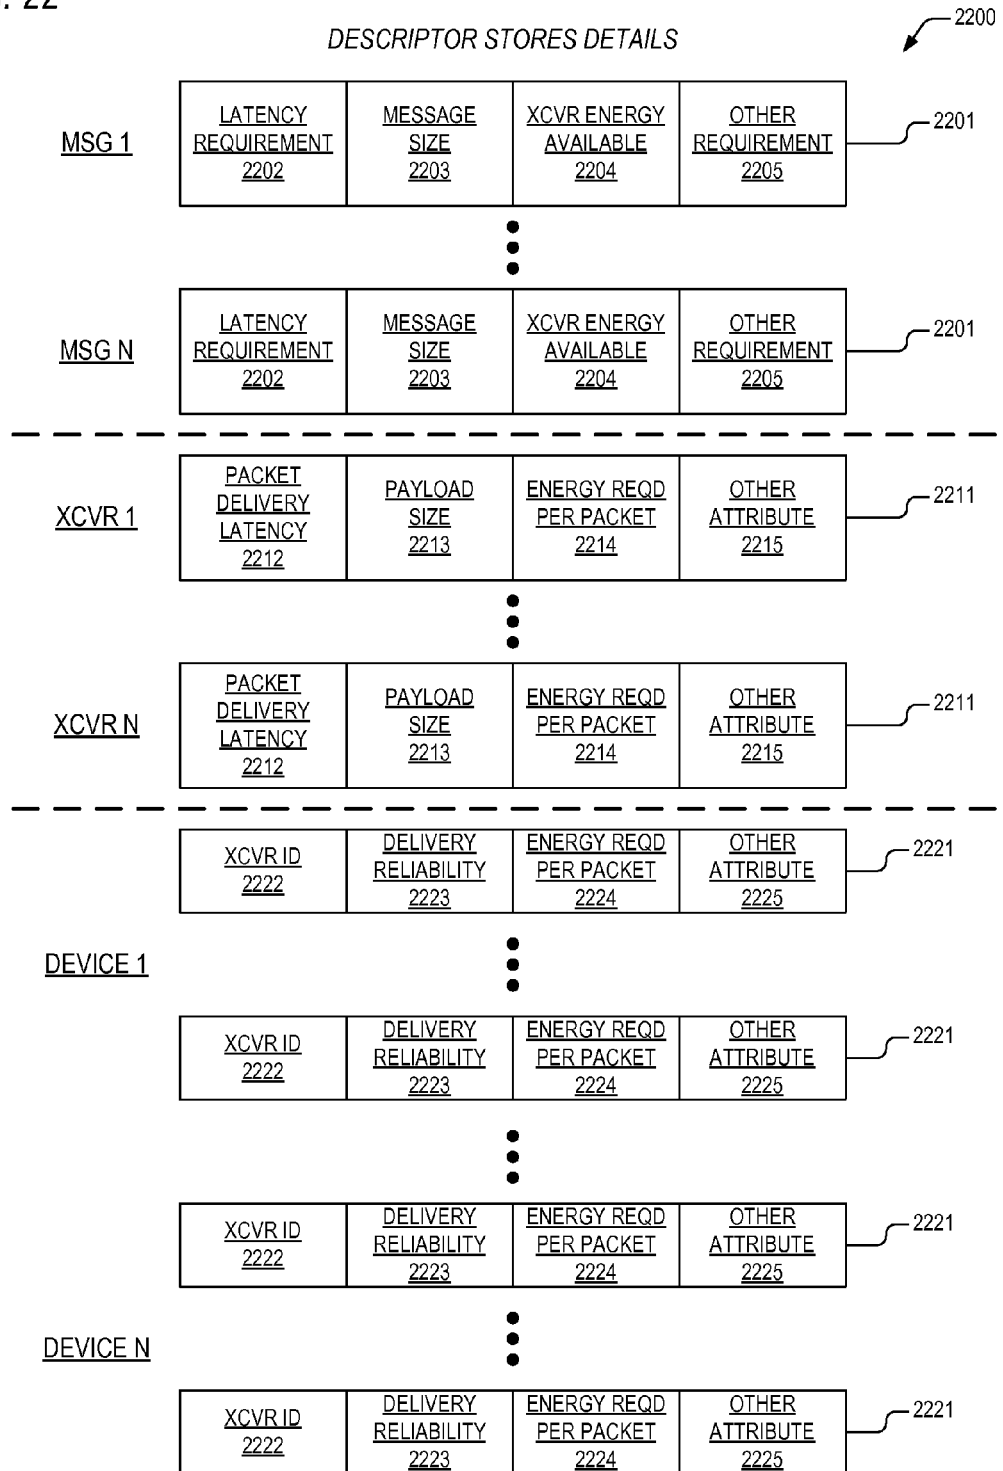 . 22
2200
DESCRIPTOR STORES DETAILS
MSG 1
LATENCY
REQUIREMENT
2202
MESSAGE
SIZE
2203
XCVR ENERGY
AVAILABLE
2204
OTHER
REQUIREMENT
2205
2201
MSG N
LATENCY
REQUIREMENT
2202
MESSAGE
SIZE
2203
XCVR ENERGY
AVAILABLE
2204
OTHER
REQUIREMENT
2205
2201
XCVR 1
PACKET
DELIVERY
LATENCY
2212
PAYLOAD
SIZE
2213
ENERGY REQD
PER PACKET
2214
OTHER
ATTRIBUTE
2215
2211
XCVR N
PACKET
DELIVERY
LATENCY
2212
PAYLOAD
SIZE
2213
ENERGY REQD
PER PACKET
2214
OTHER
ATTRIBUTE
2215
2211
XCVR ID
2222
DELIVERY
RELIABILITY
2223
ENERGY REQD
PER PACKET
2224
OTHER
ATTRIBUTE
2225
2221
DEVICE 1
XCVR ID
2222
DELIVERY
RELIABILITY
2223
ENERGY REQD
PER PACKET
2224
OTHER
ATTRIBUTE
2225
2221
XCVR ID
2222
DELIVERY
RELIABILITY
2223
ENERGY REQD
PER PACKET
2224
OTHER
ATTRIBUTE
2225
2221
DEVICE N
XCVR ID
2222
DELIVERY
RELIABILITY
2223
ENERGY REQD
PER PACKET
2224
OTHER
ATTRIBUTE
2225
2221